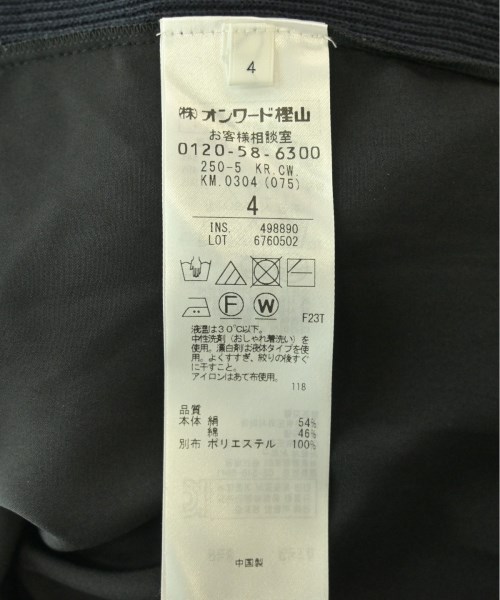 4
㈱オンワード樫山
お客様相談室
0120-58-6300
250-5 KR.CW.
KM.0304 (075)
4
INS. 498890
LOT 6760502
F W
F23T
液温は30℃以下。
中性洗剤（おしゃれ着洗い）を
使用。漂白剤は液体タイプを使
用。よくすすぎ、絞りの後すぐ
に干すこと。
アイロンはあて布使用。
118
品質
本体 絹 54%
綿 46%
別布 ポリエステル 100%
中国製